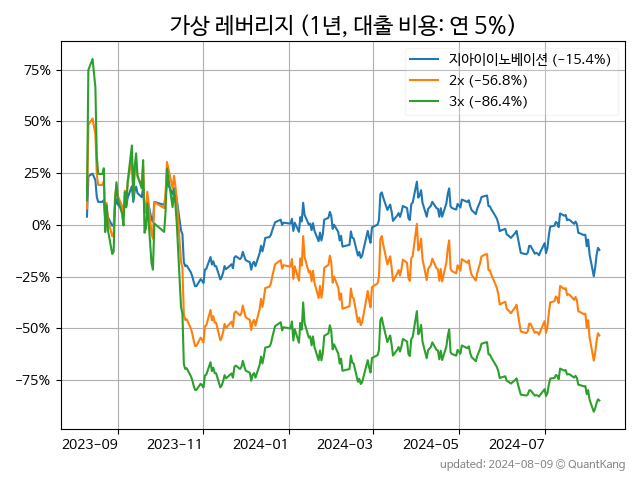 가상 레버리지 (1년, 대출 비용: 연 5%)
지아이이노베이션 (−15.4%)
2x (−56.8%)
3x (−86.4%)
75%
50%
25%
0%
−25%
−50%
−75%
2023-09
2023-11
2024-01
2024-03
2024-05
2024-07
updated: 2024-08-09 © QuantKang